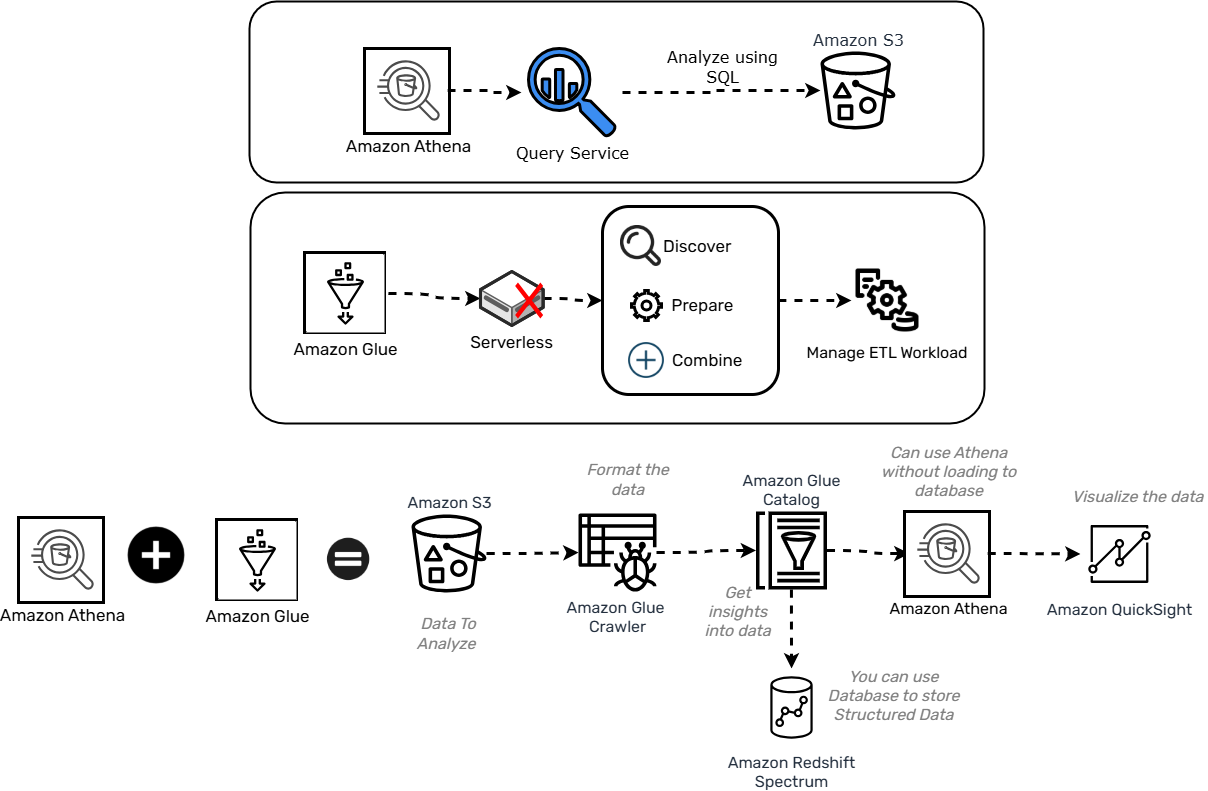 Amazon S3
Analyze using
SQL
Amazon Athena
Query Service
Discover
Prepare
Combine
Amazon Glue
Serverless
Manage ETL Workload
Can use Athena
without loading to
database
Format the
data
Amazon Glue
Catalog
Visualize the data
Amazon S3
Amazon Athena
Amazon Glue
Data To
Analyze
Amazon Glue
Crawler
Get
insights
into data
Amazon Athena
Amazon QuickSight
You can use
Database to store
Structured Data
Amazon Redshift
Spectrum